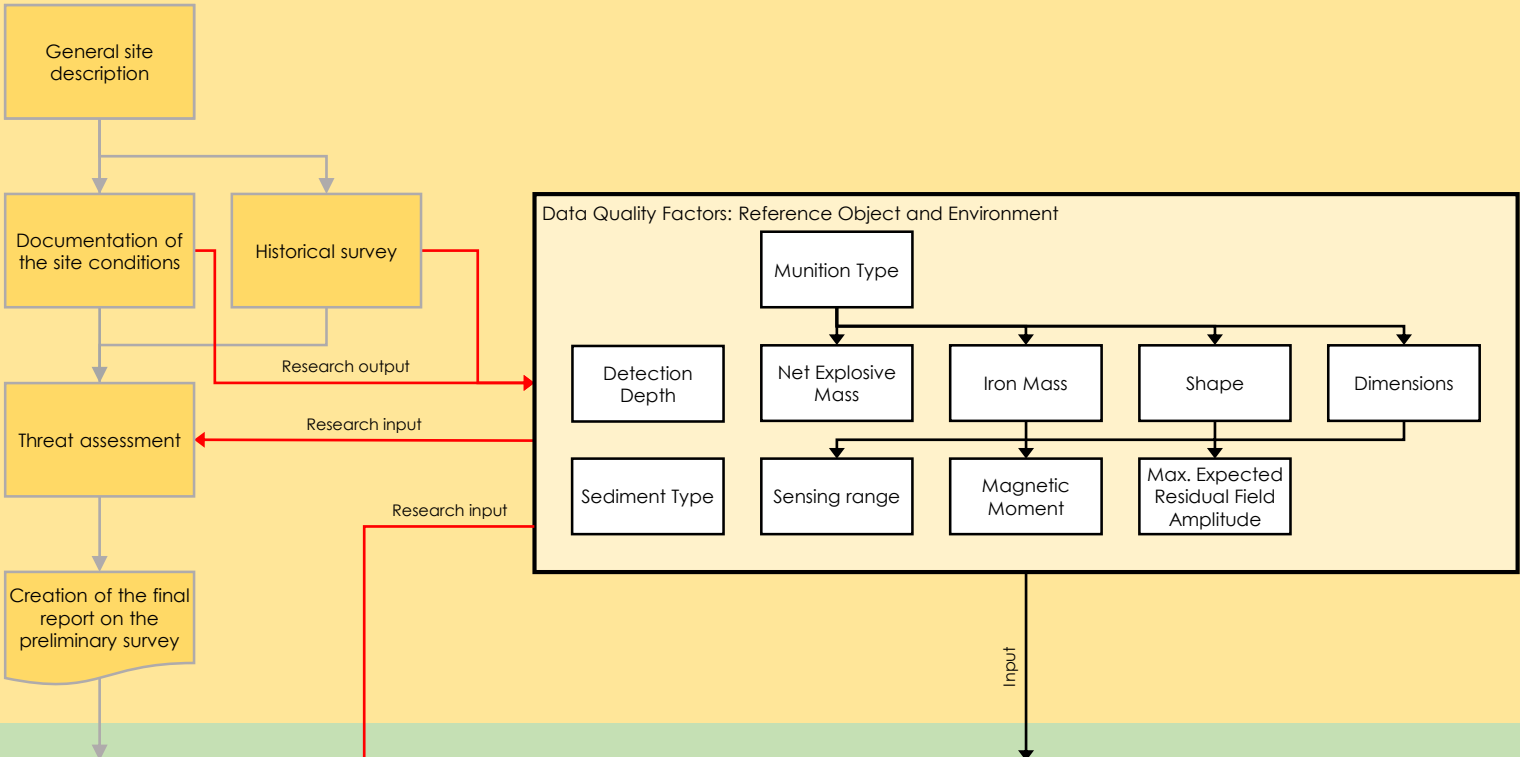 General site
description
Documentation of
the site conditions
Historical survey
Research output
Threat assessment
Research input
Research input
Creation of the final
report on the
preliminary survey
Data Quality Factors: Reference Object and Environment
Munition Type
Detection
Depth
Net Explosive
Mass
Iron Mass
Shape
Dimensions
Sediment Type
Sensing range
Magnetic
Moment
Max. Expected
Residual Field
Amplitude
Input